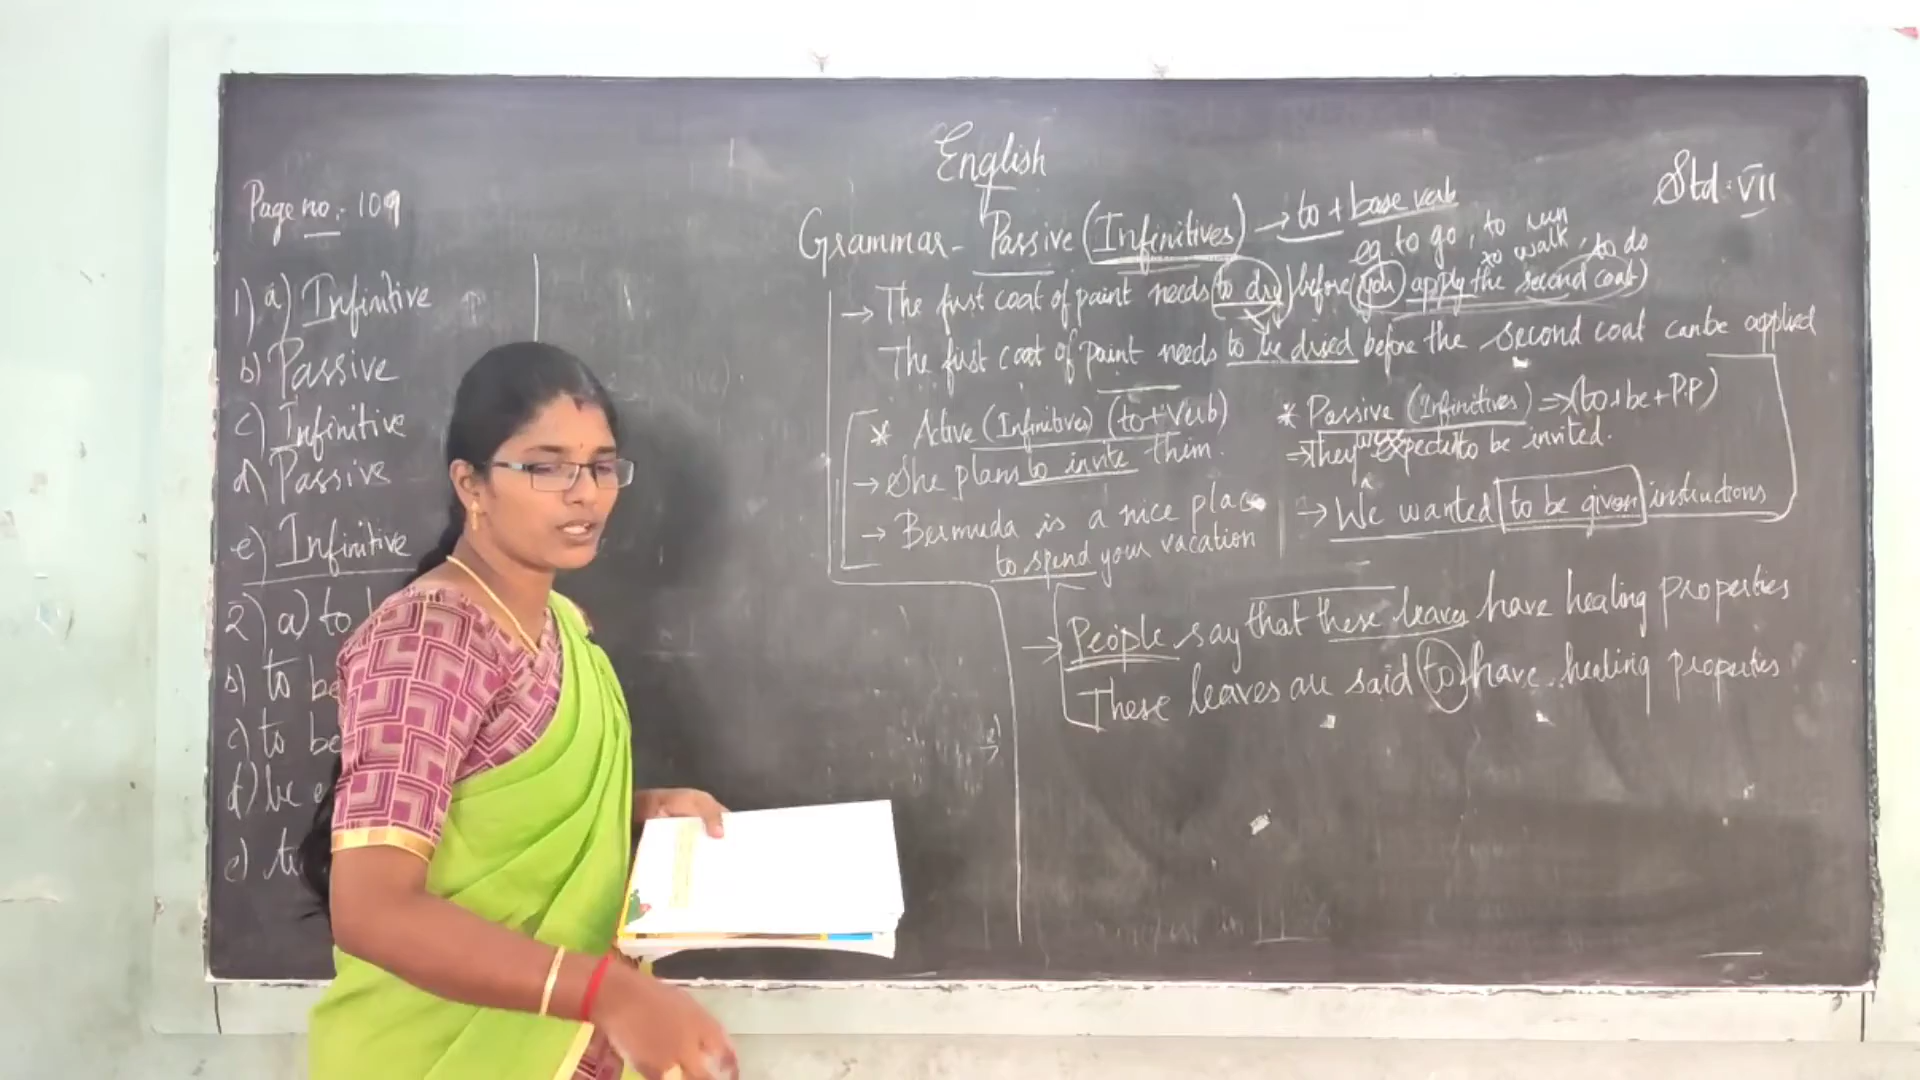 English
Std: VII
Page no:- 109
1) a) Infinitive
b) Passive
c) Infinitive
d) Passive
e) Infinitive
2) a) to
b) to be
c) to be
d) be
e)
Grammar - Passive (Infinitives) → to + base verb
eg. to go, to run
to walk, to do
→ The first coat of paint needs to dry before you apply the second coat)
The first coat of paint needs to be dried before the second coat can be applied
* Active (Infinitives) (to + Verb)
→ She plans to invite them.
→ Bermuda is a nice place
to spend your vacation
* Passive (Infinitives) ⇒ (to + be + P.P)
⇒ They were expected to be invited.
→ We wanted to be given instructions
→ People say that these leaves have healing properties
These leaves are said to have healing properties